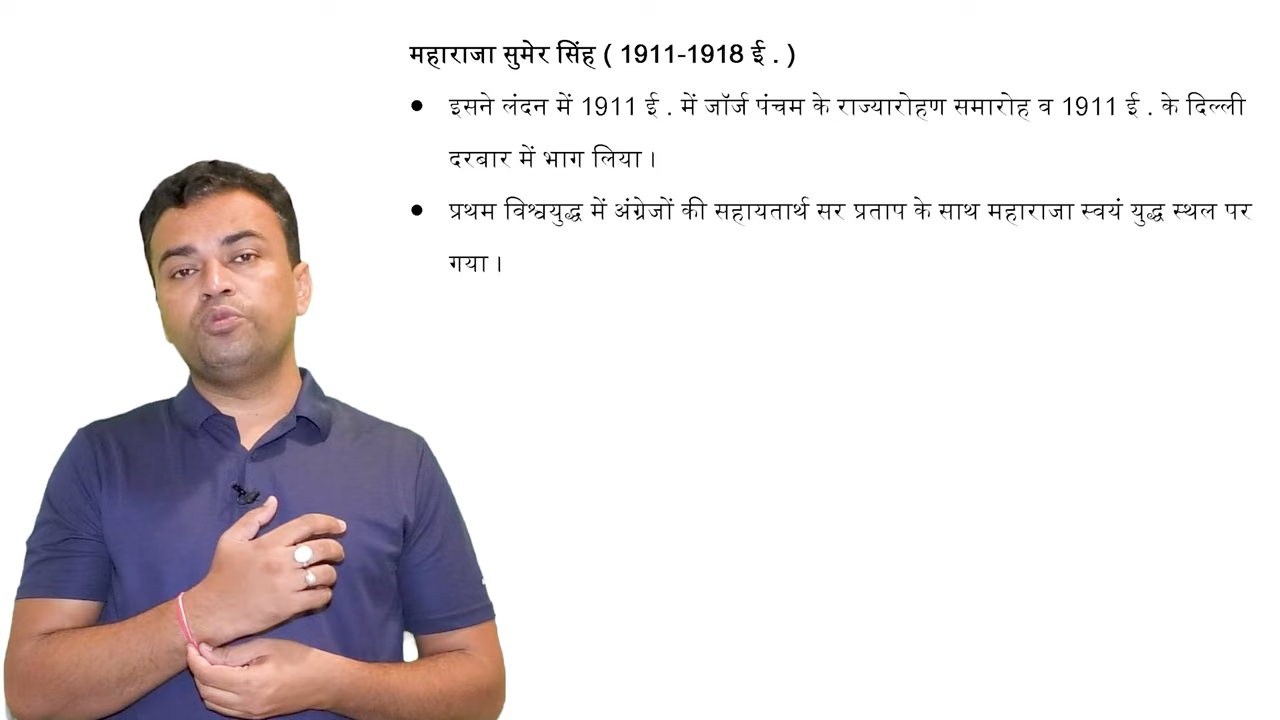 महाराजा सुमेर सिंह ( 1911-1918 ई . )
• इसने लंदन में 1911 ई . में जॉर्ज पंचम के राज्यारोहण समारोह व 1911 ई . के दिल्ली
दरबार में भाग लिया ।
• प्रथम विश्वयुद्ध में अंग्रेजों की सहायतार्थ सर प्रताप के साथ महाराजा स्वयं युद्ध स्थल पर
गया ।